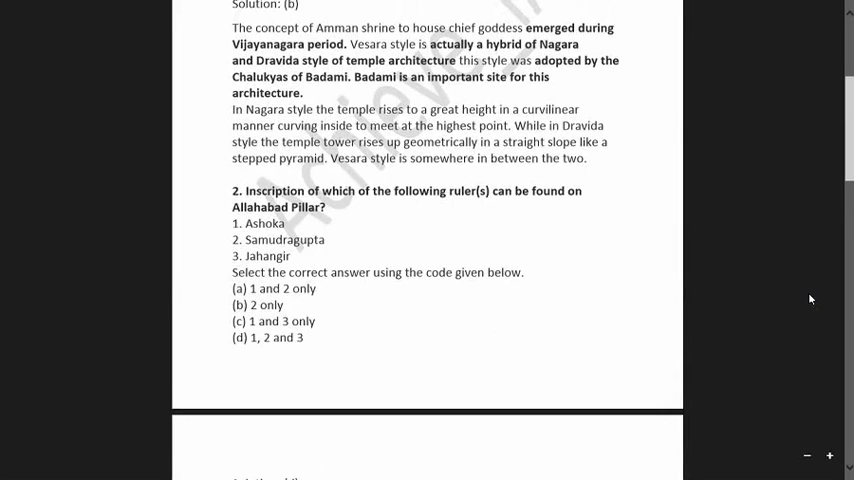 Solution: (b)
The concept of Amman shrine to house chief goddess emerged during
Vijayanagara period. Vesara style is actually a hybrid of Nagara
and Dravida style of temple architecture this style was adopted by the
Chalukyas of Badami. Badami is an important site for this
architecture.
In Nagara style the temple rises to a great height in a curvilinear
manner curving inside to meet at the highest point. While in Dravida
style the temple tower rises up geometrically in a straight slope like a
stepped pyramid. Vesara style is somewhere in between the two.
2. Inscription of which of the following ruler(s) can be found on
Allahabad Pillar?
1. Ashoka
2. Samudragupta
3. Jahangir
Select the correct answer using the code given below.
(a) 1 and 2 only
(b) 2 only
(c) 1 and 3 only
(d) 1, 2 and 3
Achieve